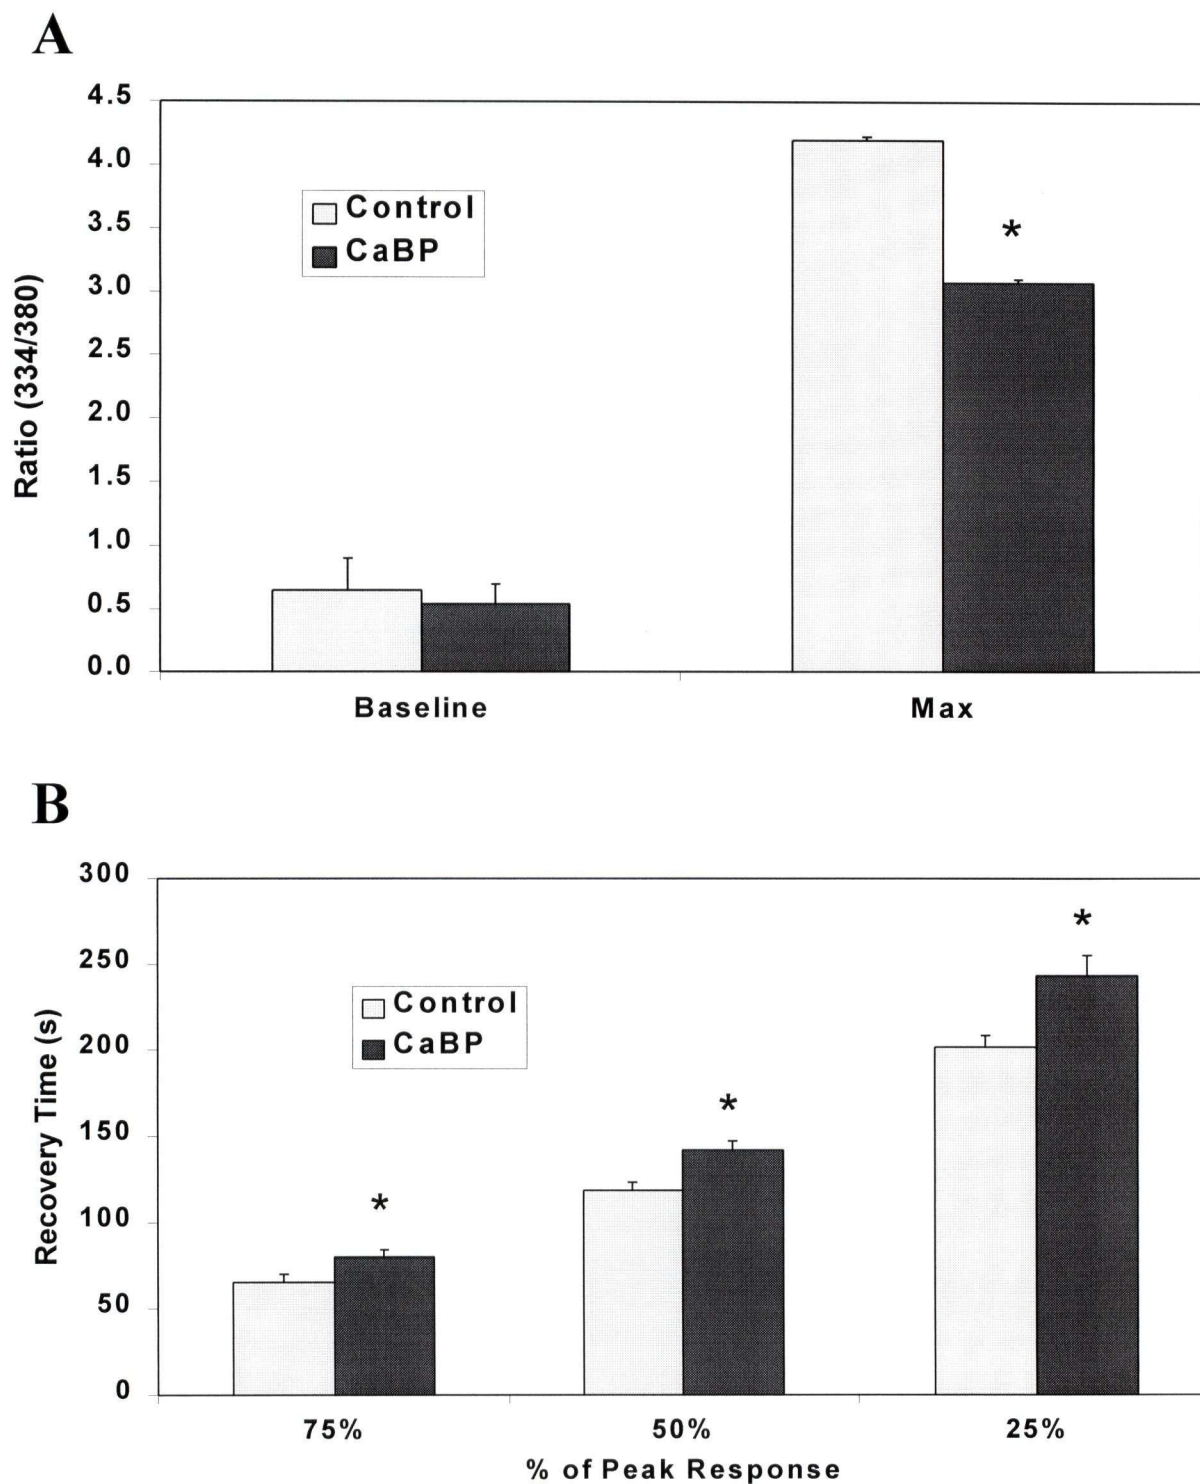 A
4.5
4.0
3.5
3.0
2.5
2.0
1.5
1.0
0.5
0.0
Ratio (334/380)
Control
CaBP
*
Baseline
Max
B
300
250
200
150
100
50
0
Recovery Time (s)
Control
CaBP
*
*
*
75%
50%
25%
% of Peak Response